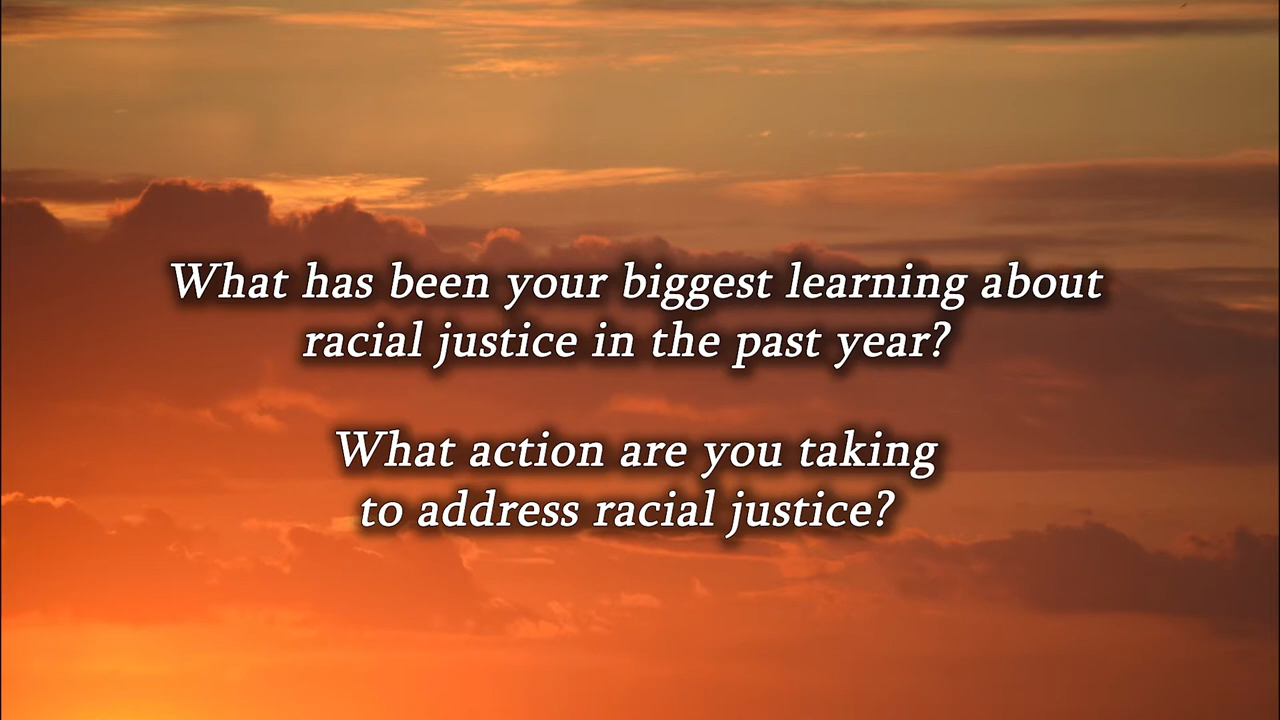 What has been your biggest learning about
racial justice in the past year?
What action are you taking
to address racial justice?